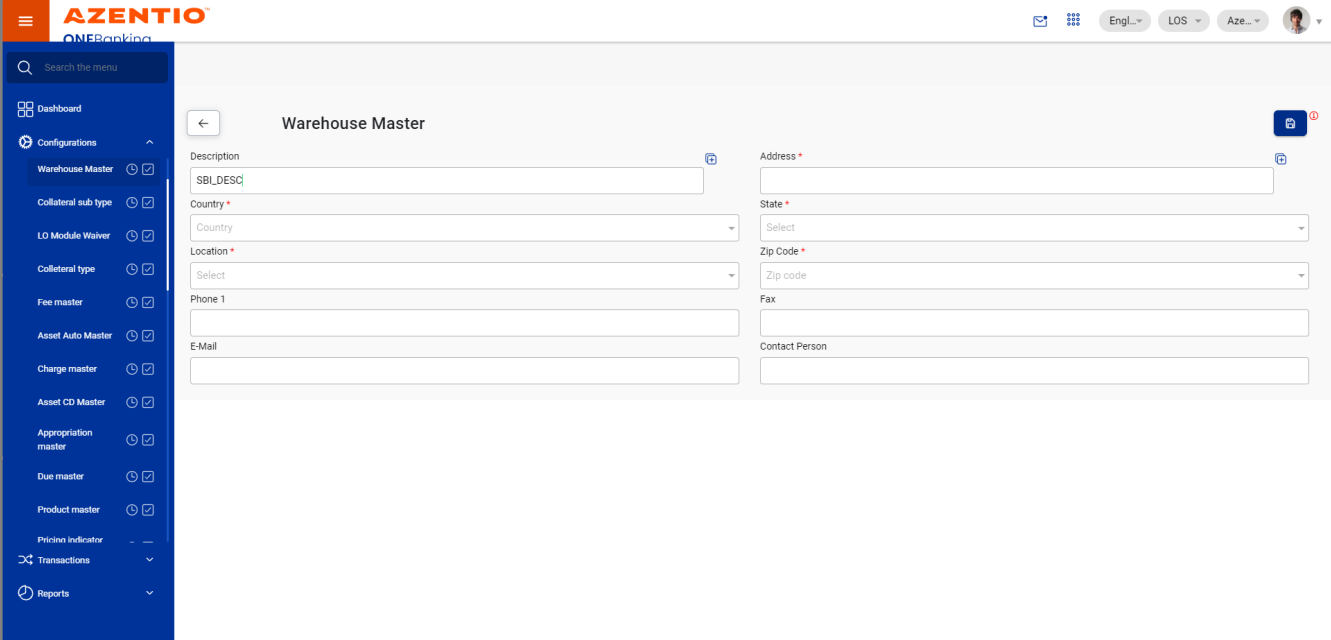 AZENTIO
ONEBanking
Engl...
LOS
Aze...
Search the menu
Dashboard
Configurations
Warehouse Master
Collateral sub type
LO Module Waiver
Colleteral type
Fee master
Asset Auto Master
Charge master
Asset CD Master
Appropriation
master
Due master
Product master
Pricing indicator
Transactions
Reports
Warehouse Master
Description
SBI_DESC
Address *
Country *
Country
State *
Select
Location *
Select
Zip Code *
Zip code
Phone 1
Fax
E-Mail
Contact Person